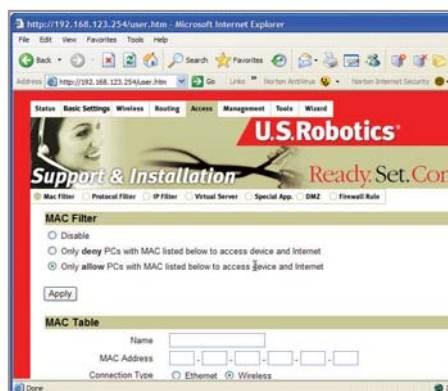 http://192.168.123.254/user.htm - Microsoft Internet Explorer
File Edit View Favorites Tools Help
Back Search Favorites
Address http://192.168.123.254/user.htm Go Links » Norton AntiVirus Norton Internet Security
Status Basic Settings Wireless Routing Access Management Tools Wizard
U.S.Robotics
Support & Installation
Ready. Set. Con
Mac Filter Protocol Filter IP Filter Virtual Server Special App. DMZ Firewall Rule
MAC Filter
Disable
Only deny PCs with MAC listed below to access device and Internet
Only allow PCs with MAC listed below to access device and Internet
Apply
MAC Table
Name
MAC Address - - - - -
Connection Type Ethernet Wireless
Done